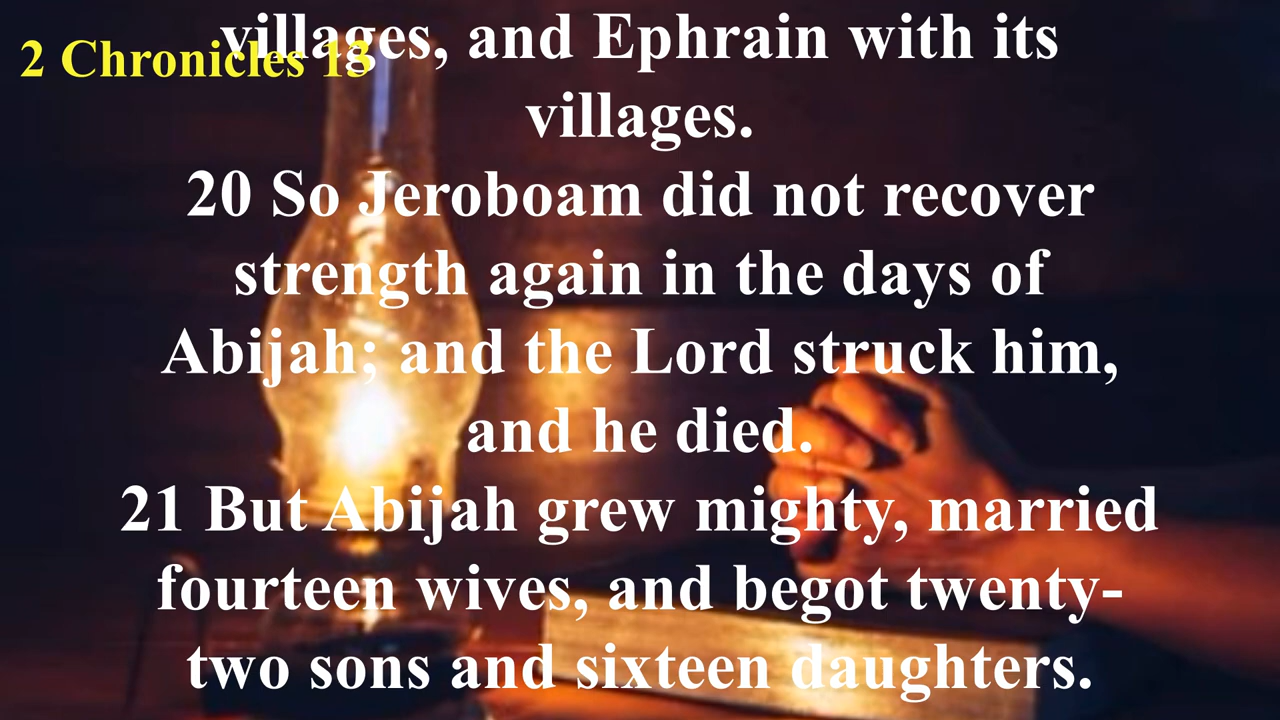 2 Chronicles 13
villages, and Ephrain with its
villages.
20 So Jeroboam did not recover
strength again in the days of
Abijah; and the Lord struck him,
and he died.
21 But Abijah grew mighty, married
fourteen wives, and begot twenty-
two sons and sixteen daughters.